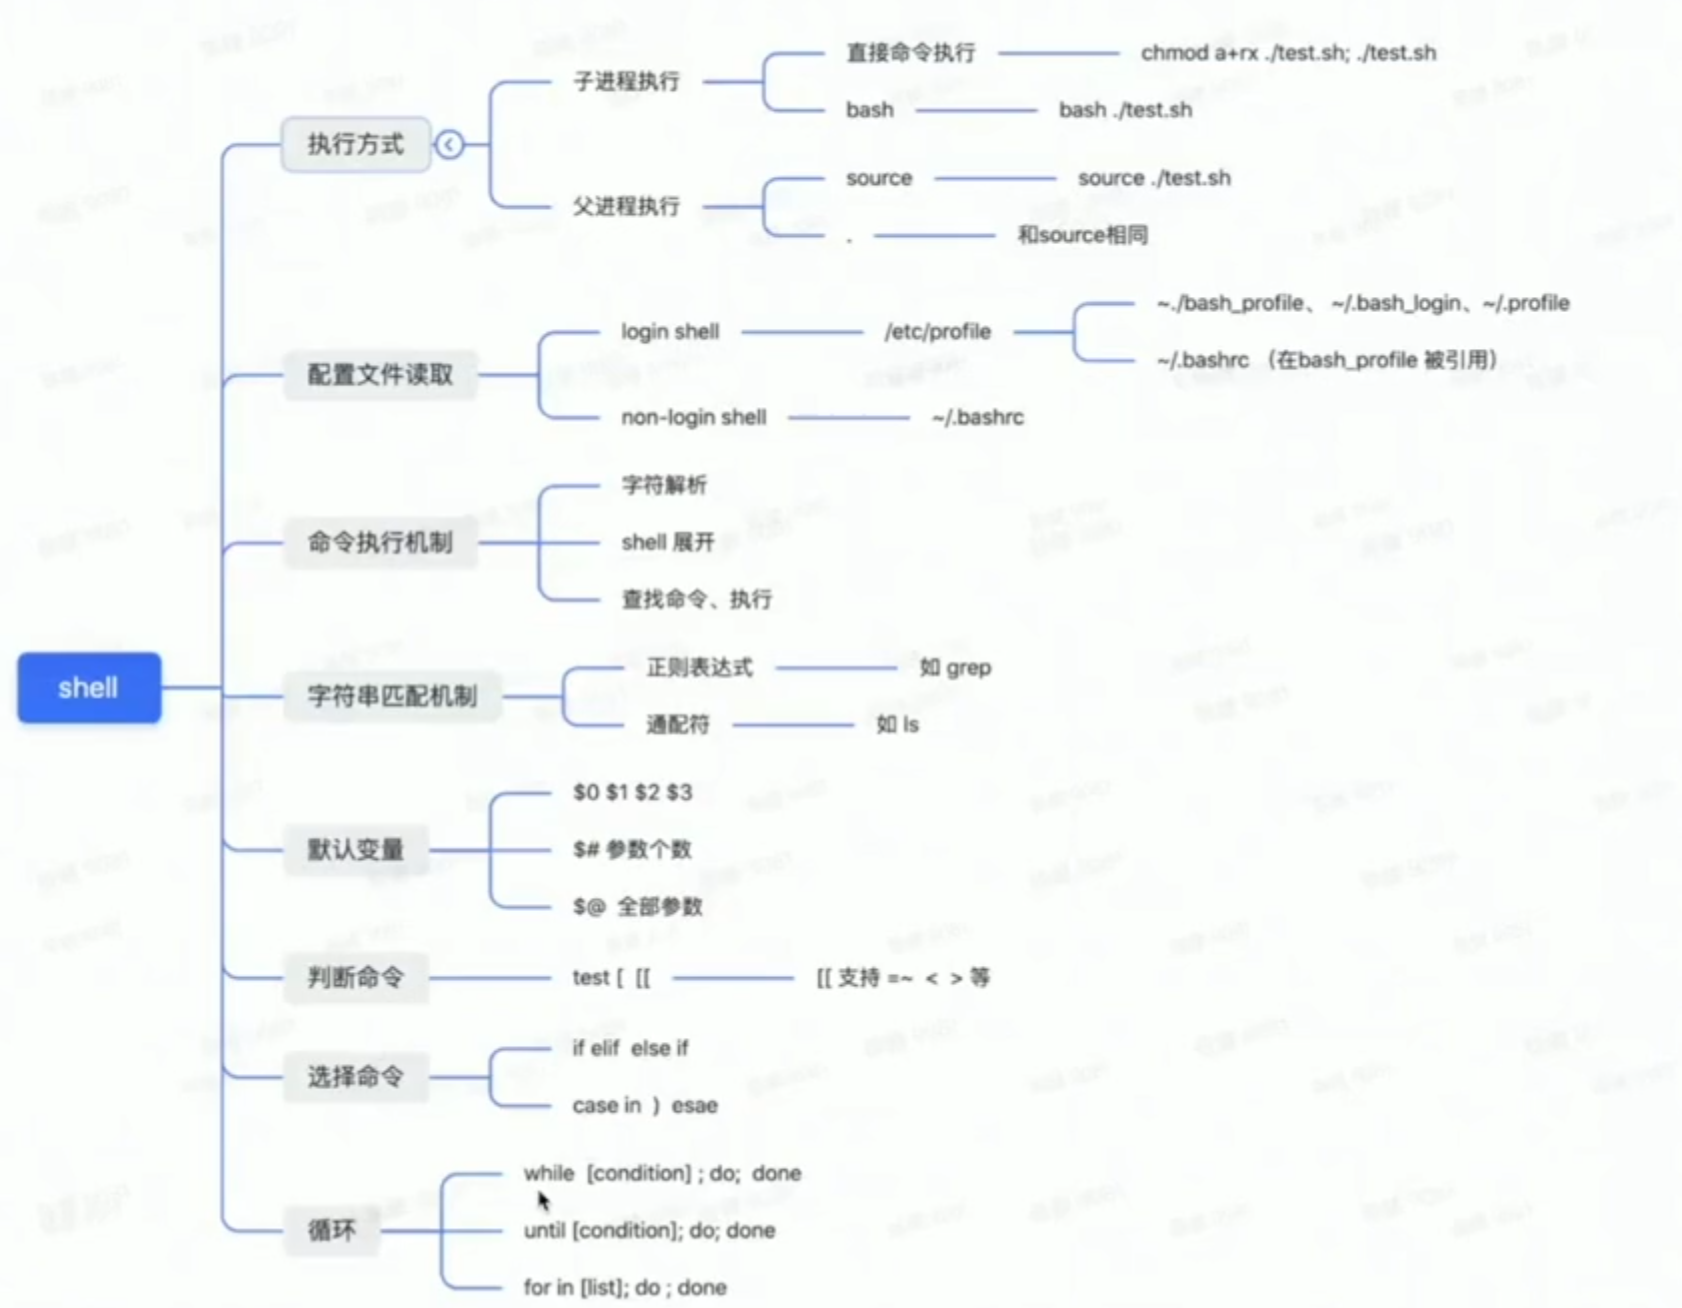 shell
执行方式
子进程执行
直接命令执行
chmod a+rx ./test.sh; ./test.sh
bash
bash ./test.sh
父进程执行
source
source ./test.sh
.
和source相同
配置文件读取
login shell
/etc/profile
~./bash_profile、 ~/.bash_login、~/.profile
~/.bashrc （在bash_profile 被引用）
non-login shell
~/.bashrc
命令执行机制
字符解析
shell 展开
查找命令、执行
字符串匹配机制
正则表达式
如 grep
通配符
如 ls
默认变量
$0 $1 $2 $3
$# 参数个数
$@ 全部参数
判断命令
test [ [[
[[ 支持 =~ < > 等
选择命令
if elif else if
case in ) esae
循环
while [condition] ; do; done
until [condition]; do; done
for in [list]; do ; done